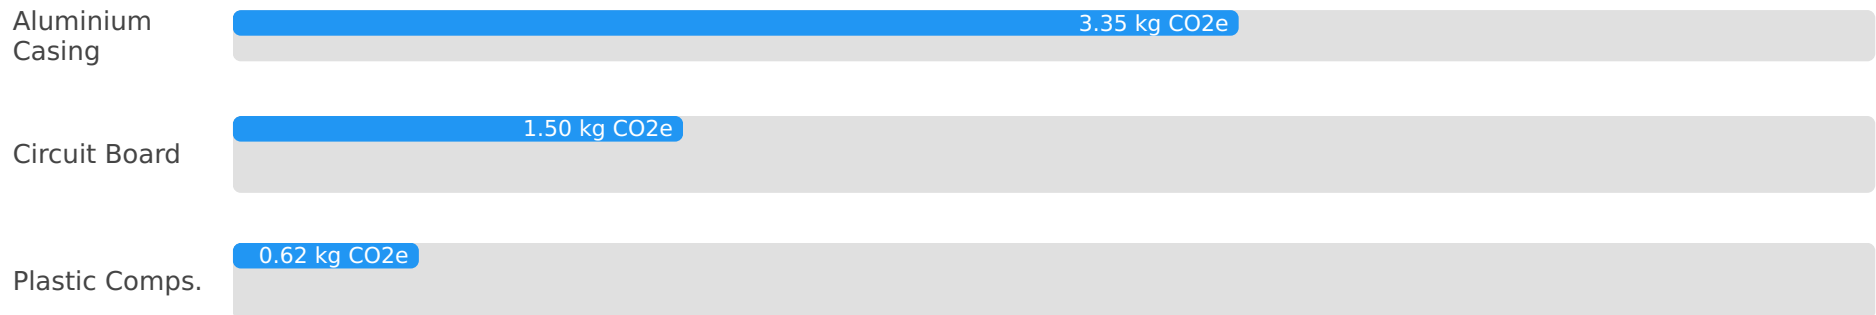 Aluminium
Casing
3.35 kg CO2e
Circuit Board
1.50 kg CO2e
Plastic Comps.
0.62 kg CO2e